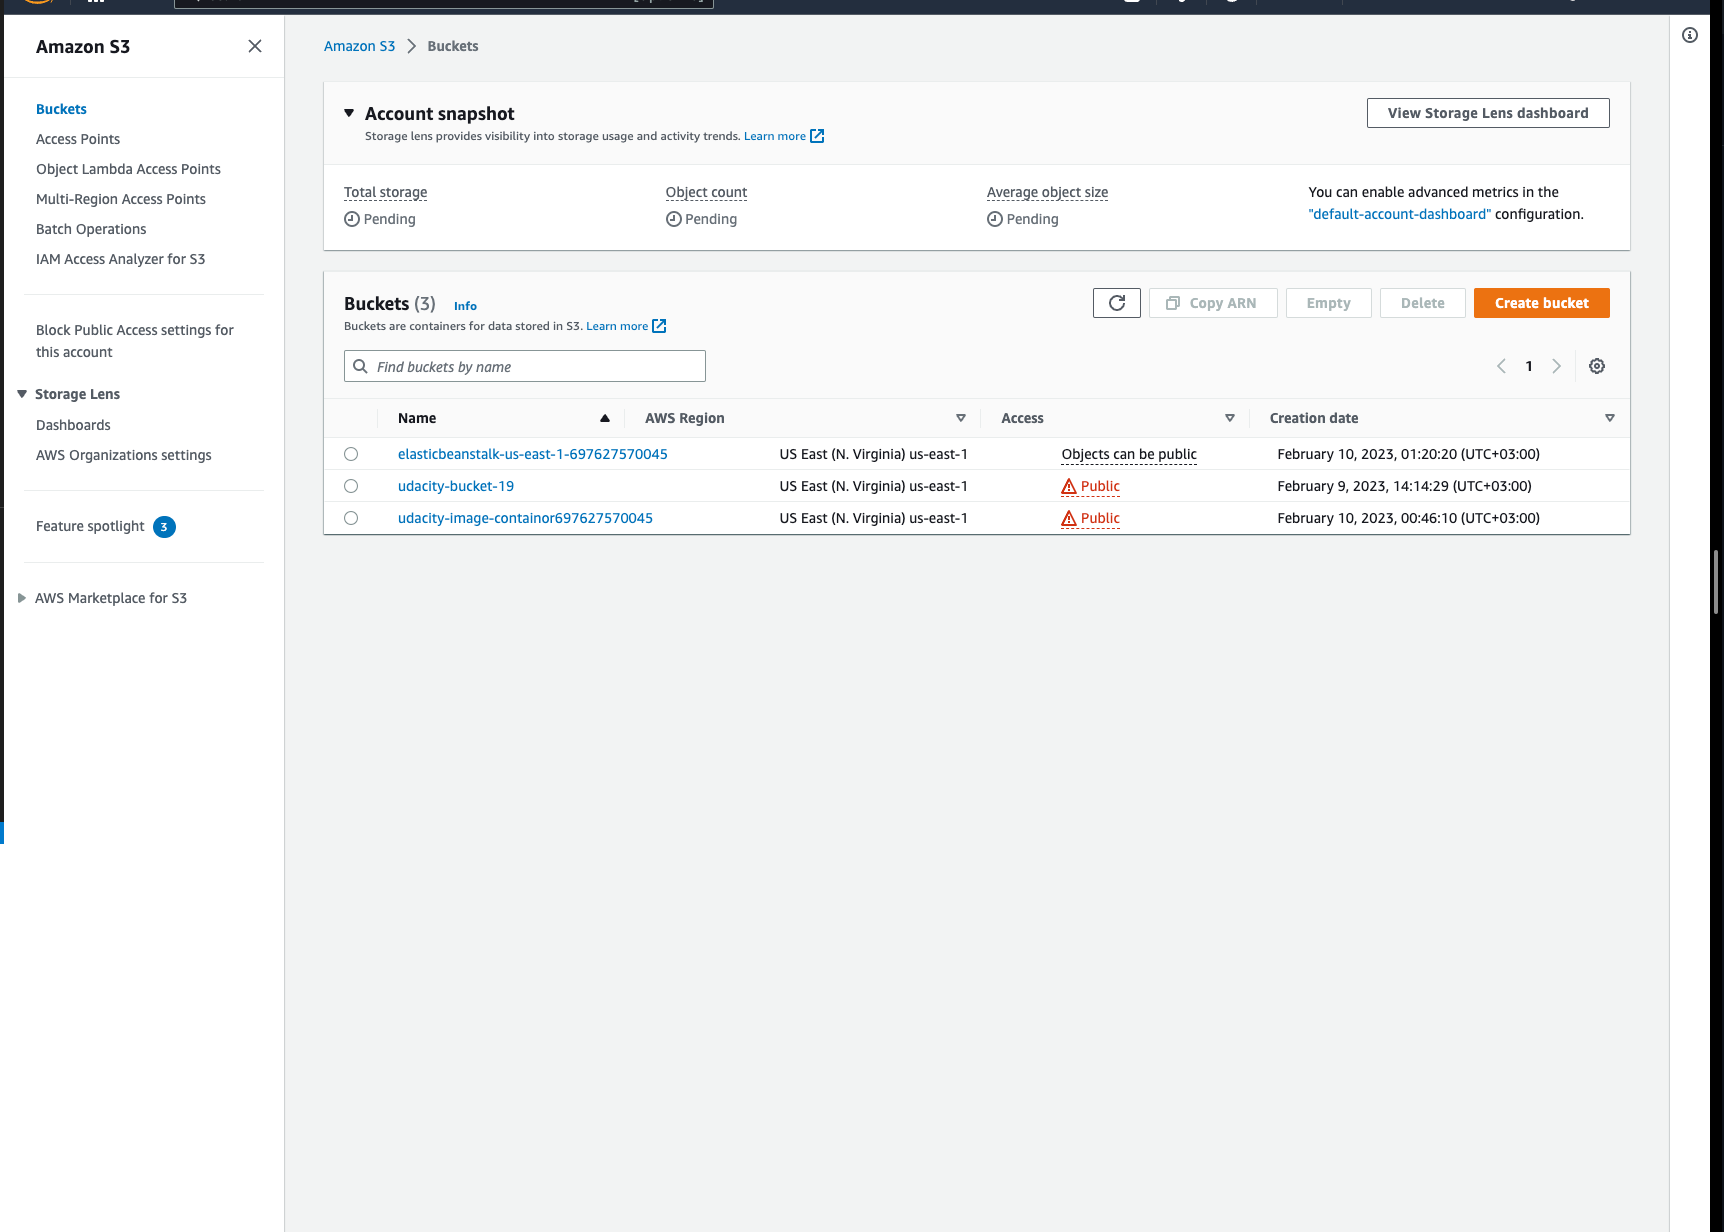 Amazon S3
Buckets
Access Points
Object Lambda Access Points
Multi-Region Access Points
Batch Operations
IAM Access Analyzer for S3
Block Public Access settings for
this account
Storage Lens
Dashboards
AWS Organizations settings
Feature spotlight 3
AWS Marketplace for S3
Amazon S3 Buckets
Account snapshot
View Storage Lens dashboard
Storage lens provides visibility into storage usage and activity trends. Learn more
Total storage
Pending
Object count
Pending
Average object size
Pending
You can enable advanced metrics in the
"default-account-dashboard" configuration.
Buckets (3) Info
Buckets are containers for data stored in S3. Learn more
Copy ARN Empty Delete Create bucket
Find buckets by name
1
Name AWS Region Access Creation date
elasticbeanstalk-us-east-1-697627570045 US East (N. Virginia) us-east-1 Objects can be public February 10, 2023, 01:20:20 (UTC+03:00)
udacity-bucket-19 US East (N. Virginia) us-east-1 Public February 9, 2023, 14:14:29 (UTC+03:00)
udacity-image-containor697627570045 US East (N. Virginia) us-east-1 Public February 10, 2023, 00:46:10 (UTC+03:00)